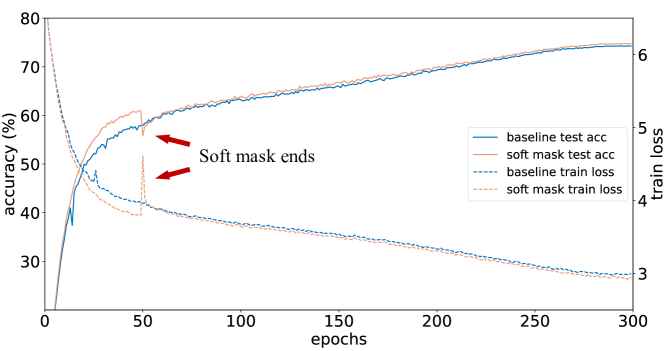 80
70
60
50
40
30
accuracy (%)
0
50
100
150
200
250
300
epochs
6
5
4
3
train loss
Soft mask ends
baseline test acc
soft mask test acc
baseline train loss
soft mask train loss